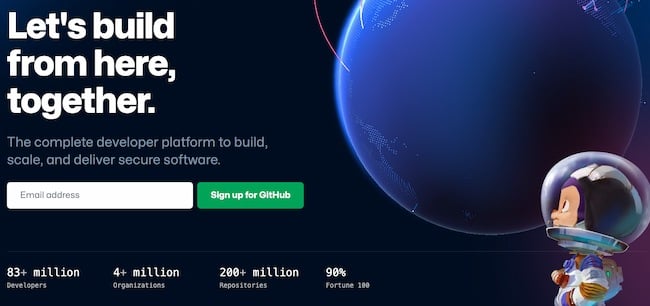 Let's build
from here,
together.
The complete developer platform to build,
scale, and deliver secure software.
Email address
Sign up for GitHub
83+ million
Developers
4+ million
Organizations
200+ million
Repositories
90%
Fortune 100